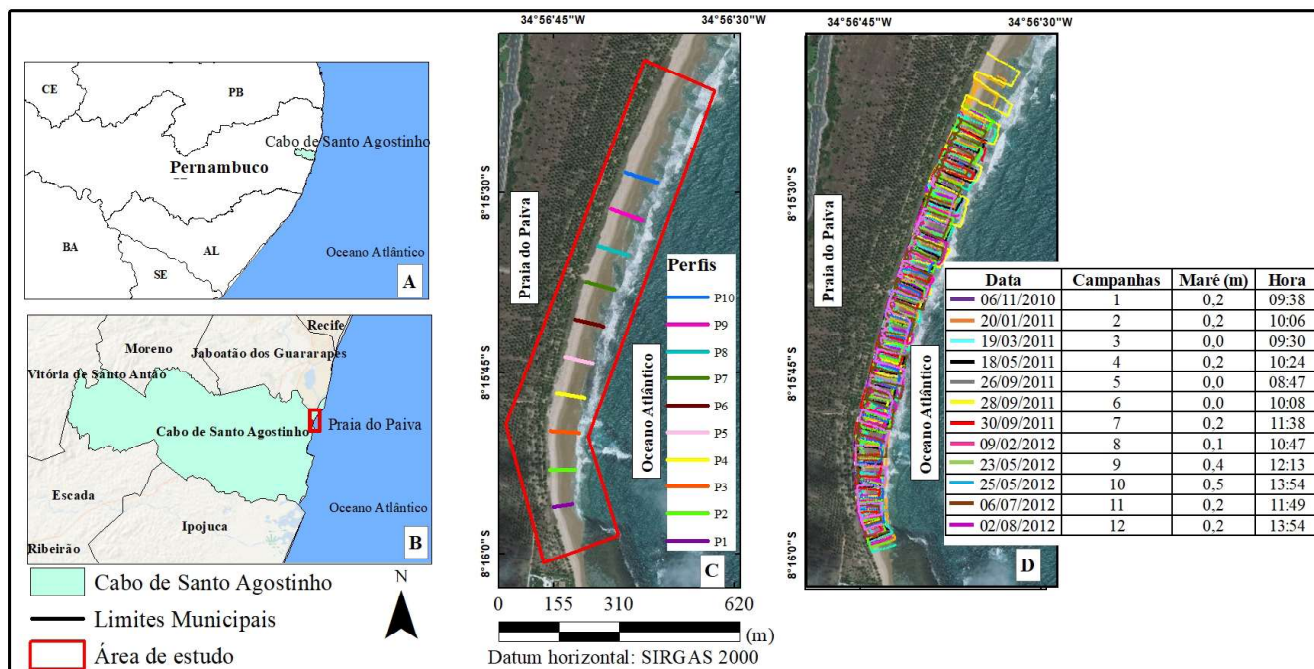 CE
PB
Cabo de Santo Agostinho
Pernambuco
BA
AL
SE
Oceano Atlântico
A
Recife
Moreno
Jaboatão dos Guararapes
Vitória de Santo Antão
Cabo de Santo Agostinho
Praia do Paiva
Escada
Oceano Atlântico
Ipojuca
Ribeirão
B
Cabo de Santo Agostinho
Limites Municipais
Área de estudo
N
34°56'45"W
34°56'30"W
8°15'30" S
8°15'45" S
8°16'0" S
Praia do Paiva
Oceano Atlântico
Perfis
P10
P9
P8
P7
P6
P5
P4
P3
P2
P1
C
0 155 310 620
(m)
Datum horizontal: SIRGAS 2000
34°56'45"W
34°56'30"W
8°15'30" S
8°15'45" S
8°16'0" S
Praia do Paiva
Oceano Atlântico
Data Campanhas Maré (m) Hora
06/11/2010 1 0,2 09:38
20/01/2011 2 0,2 10:06
19/03/2011 3 0,0 09:30
18/05/2011 4 0,2 10:24
26/09/2011 5 0,0 08:47
28/09/2011 6 0,0 10:08
30/09/2011 7 0,2 11:38
09/02/2012 8 0,1 10:47
23/05/2012 9 0,4 12:13
25/05/2012 10 0,5 13:54
06/07/2012 11 0,2 11:49
02/08/2012 12 0,2 13:54
D